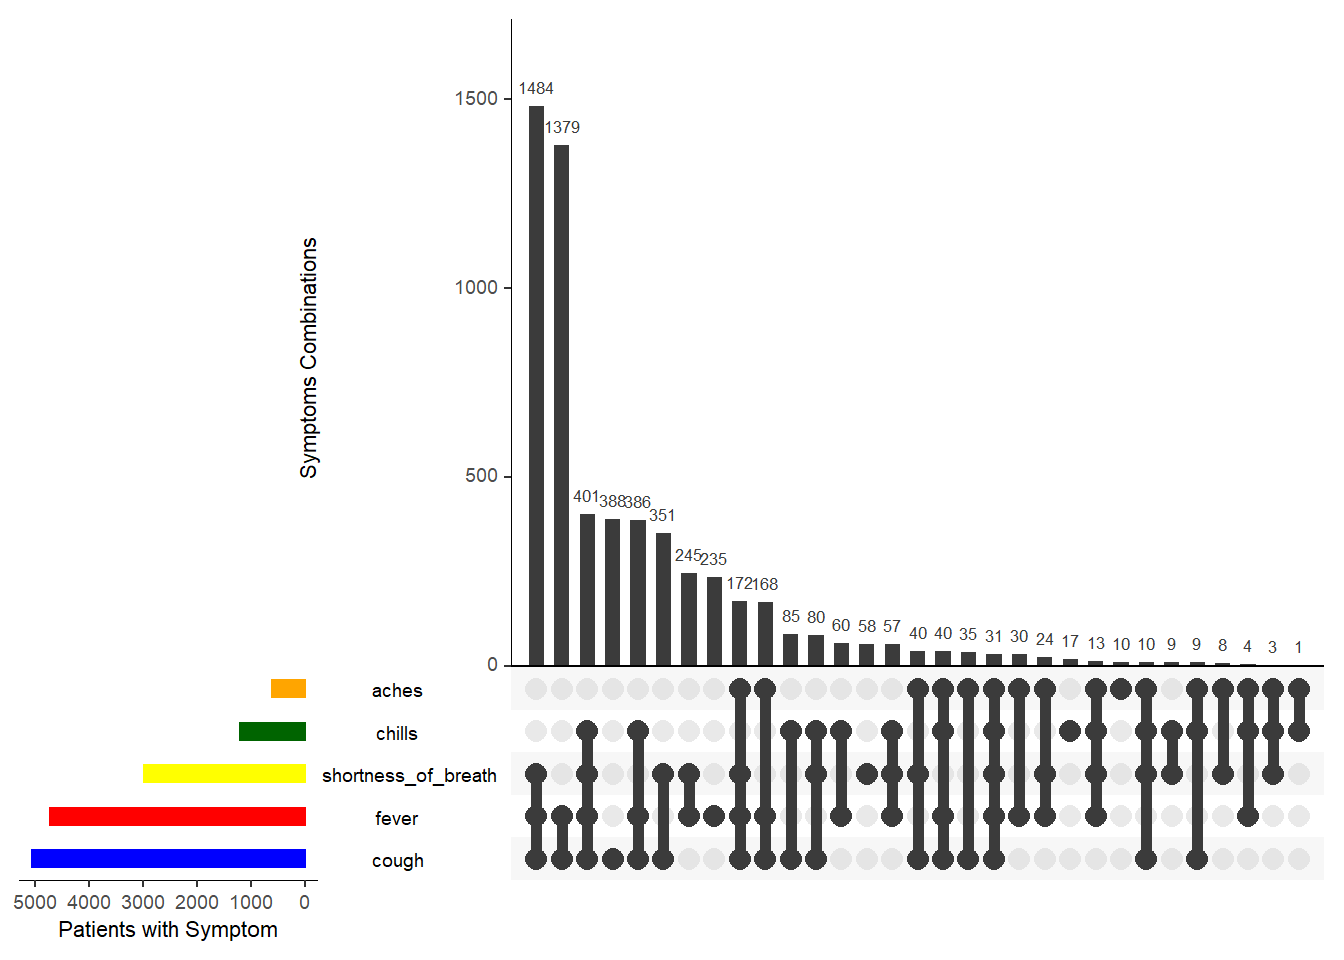 1484
1379
1500
Symptoms Combinations
1000
500
401 388 386 351
245 235
172 168
85 80 60 58 57 40 40 35 31 30 24 17 13 10 10 9 9 8 4 3 1
0
aches
chills
shortness_of_breath
fever
cough
5000 4000 3000 2000 1000 0
Patients with Symptom